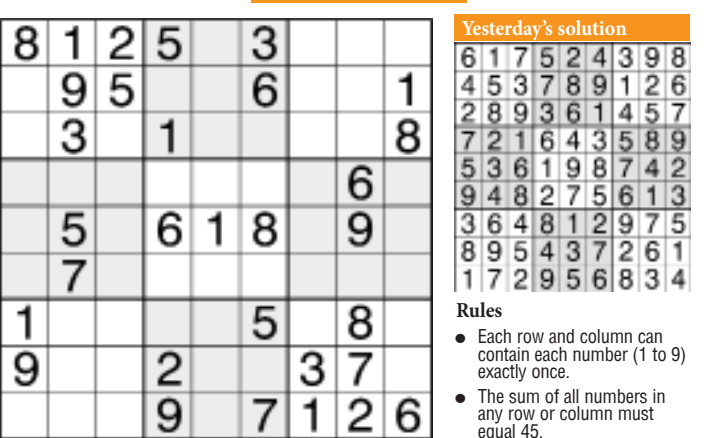 8 1 2 5 3
9 5 6 1
3 1 8
6
5 6 1 8 9
7
1 5 8
9 2 3 7
9 7 1 2 6
Yesterday's solution
6 1 7 5 2 4 3 9 8
4 5 3 7 8 9 1 2 6
2 8 9 3 6 1 4 5 7
7 2 1 6 4 3 5 8 9
5 3 6 1 9 8 7 4 2
9 4 8 2 7 5 6 1 3
3 6 4 8 1 2 9 7 5
8 9 5 4 3 7 2 6 1
1 7 2 9 5 6 8 3 4
Rules
● Each row and column can
contain each number (1 to 9)
exactly once.
● The sum of all numbers in
any row or column must
equal 45.